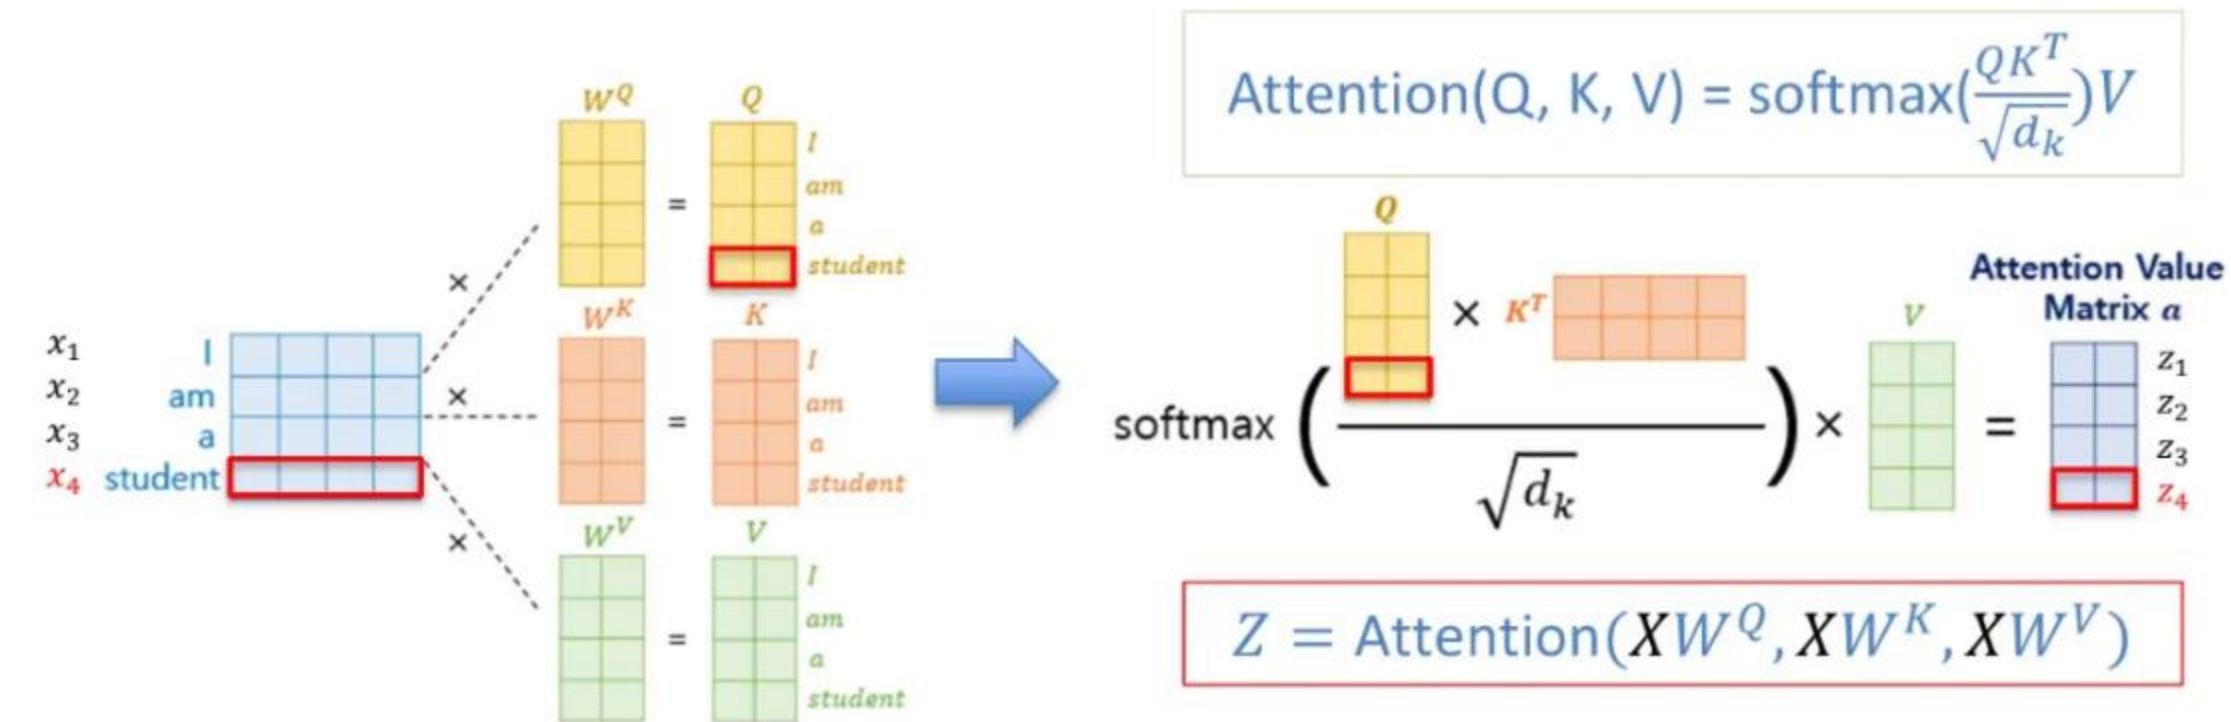 x₁ I
x₂ am
x₃ a
x₄ student
×
×
×
W^Q = Q
I
am
a
student
W^K = K
I
am
a
student
W^V = V
I
am
a
student
Attention(Q, K, V) = softmax(QK^T/√d_k)V
Q
× K^T
softmax ( √d_k ) × V =
Attention Value
Matrix a
z₁
z₂
z₃
z₄
Z = Attention(XW^Q, XW^K, XW^V)